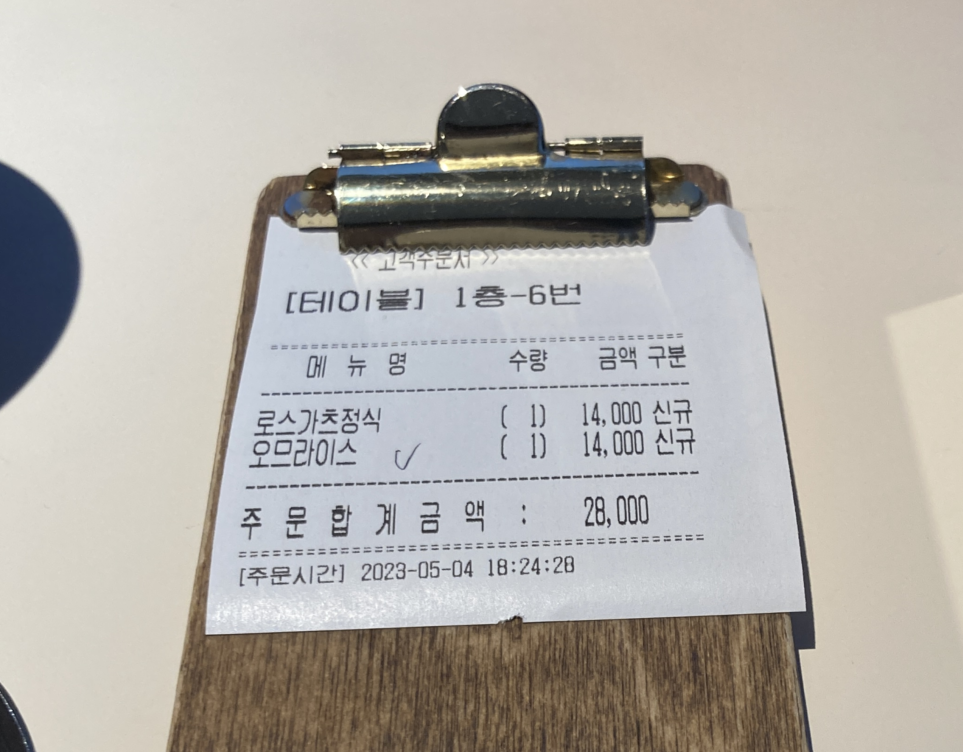 << 고객주문서 >>
[테이블] 1층-6번
메 뉴 명 수량 금액 구분
로스가츠정식 ( 1) 14,000 신규
오므라이스 ( 1) 14,000 신규
주 문 합 계 금 액 : 28,000
[주문시간] 2023-05-04 18:24:28